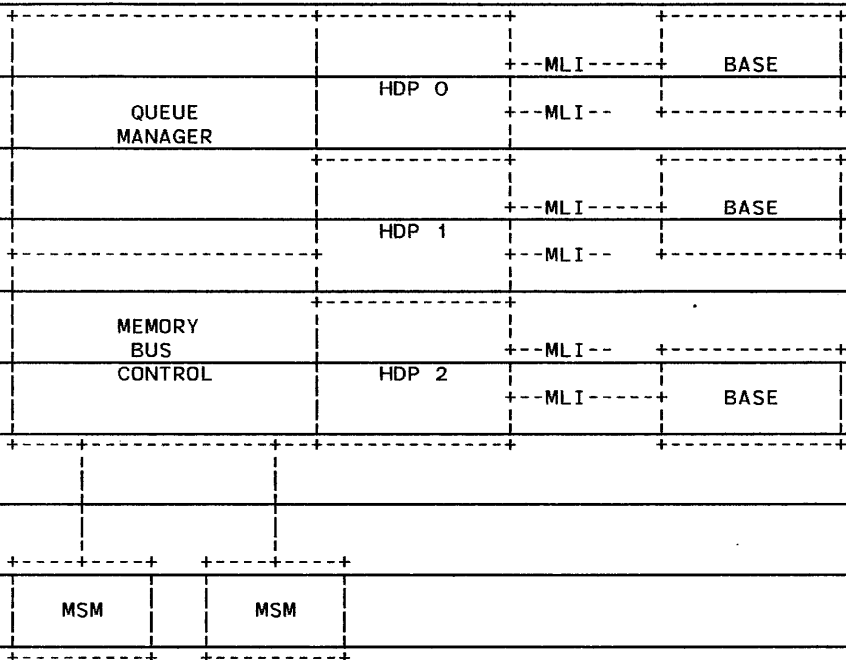 MLI BASE
HDP 0
QUEUE MLI
MANAGER
MLI BASE
HDP 1
MLI
MEMORY
BUS MLI
CONTROL HDP 2
MLI BASE
MSM MSM